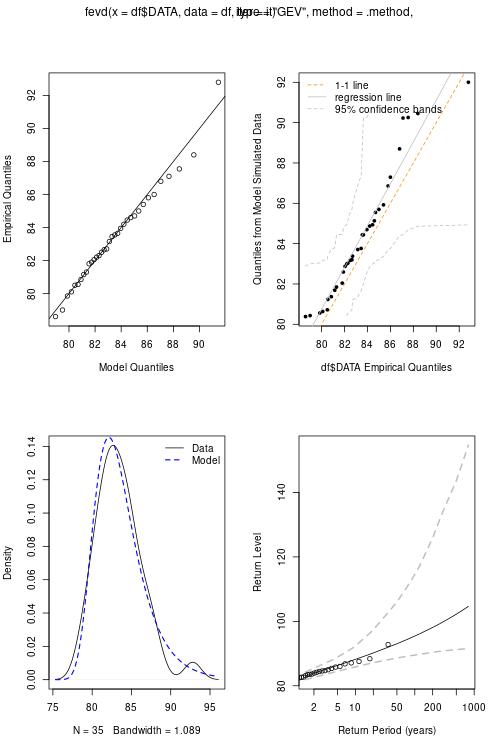 fevd(x = df$DATA, data = df, type = "GEV", method = .method,
1-1 line
regression line
95% confidence bands
Empirical Quantiles
80 82 84 86 88 90 92
80 82 84 86 88 90
Model Quantiles
Quantiles from Model Simulated Data
80 82 84 86 88 90 92
80 82 84 86 88 90 92
df$DATA Empirical Quantiles
Data
Model
Density
0.00 0.02 0.04 0.06 0.08 0.10 0.12 0.14
75 80 85 90 95
N = 35 Bandwidth = 1.089
Return Level
80 100 120 140
2 5 10 50 200 1000
Return Period (years)